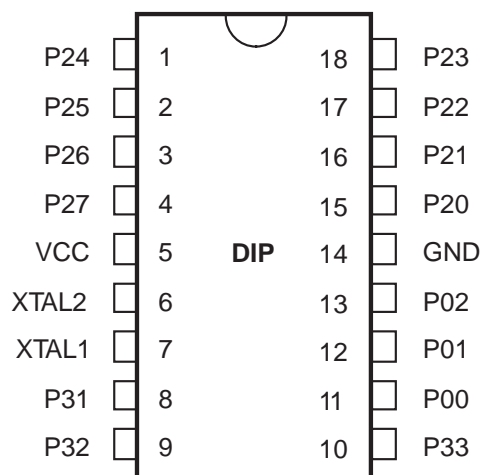 P24 1 18 P23
P25 2 17 P22
P26 3 16 P21
P27 4 15 P20
VCC 5 DIP 14 GND
XTAL2 6 13 P02
XTAL1 7 12 P01
P31 8 11 P00
P32 9 10 P33